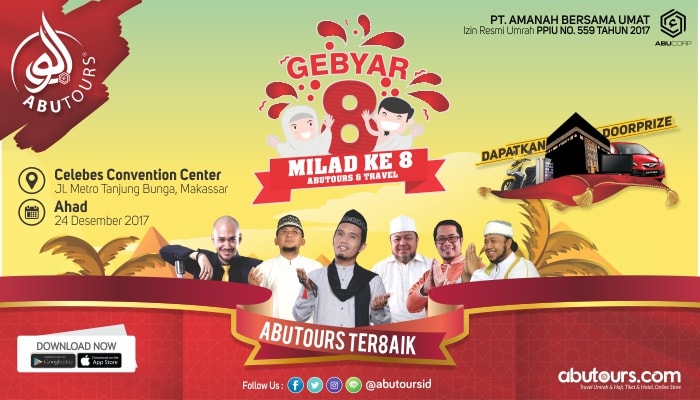 PT. AMANAH BERSAMA UMAT
Izin Resmi Umrah PPIU NO. 559 TAHUN 2017
ABUCORP
ABUTOURS®
GEBYAR
8
MILAD KE 8
ABUTOURS & TRAVEL
DAPATKAN DOORPRIZE
Celebes Convention Center
Jl. Metro Tanjung Bunga, Makassar
Ahad
24 Desember 2017
ABUTOURS TER8AIK
DOWNLOAD NOW
Google play
App Store
Follow Us : @abutoursid
abutours.com
Travel Umrah & Haji, Tiket & Hotel, Online Store